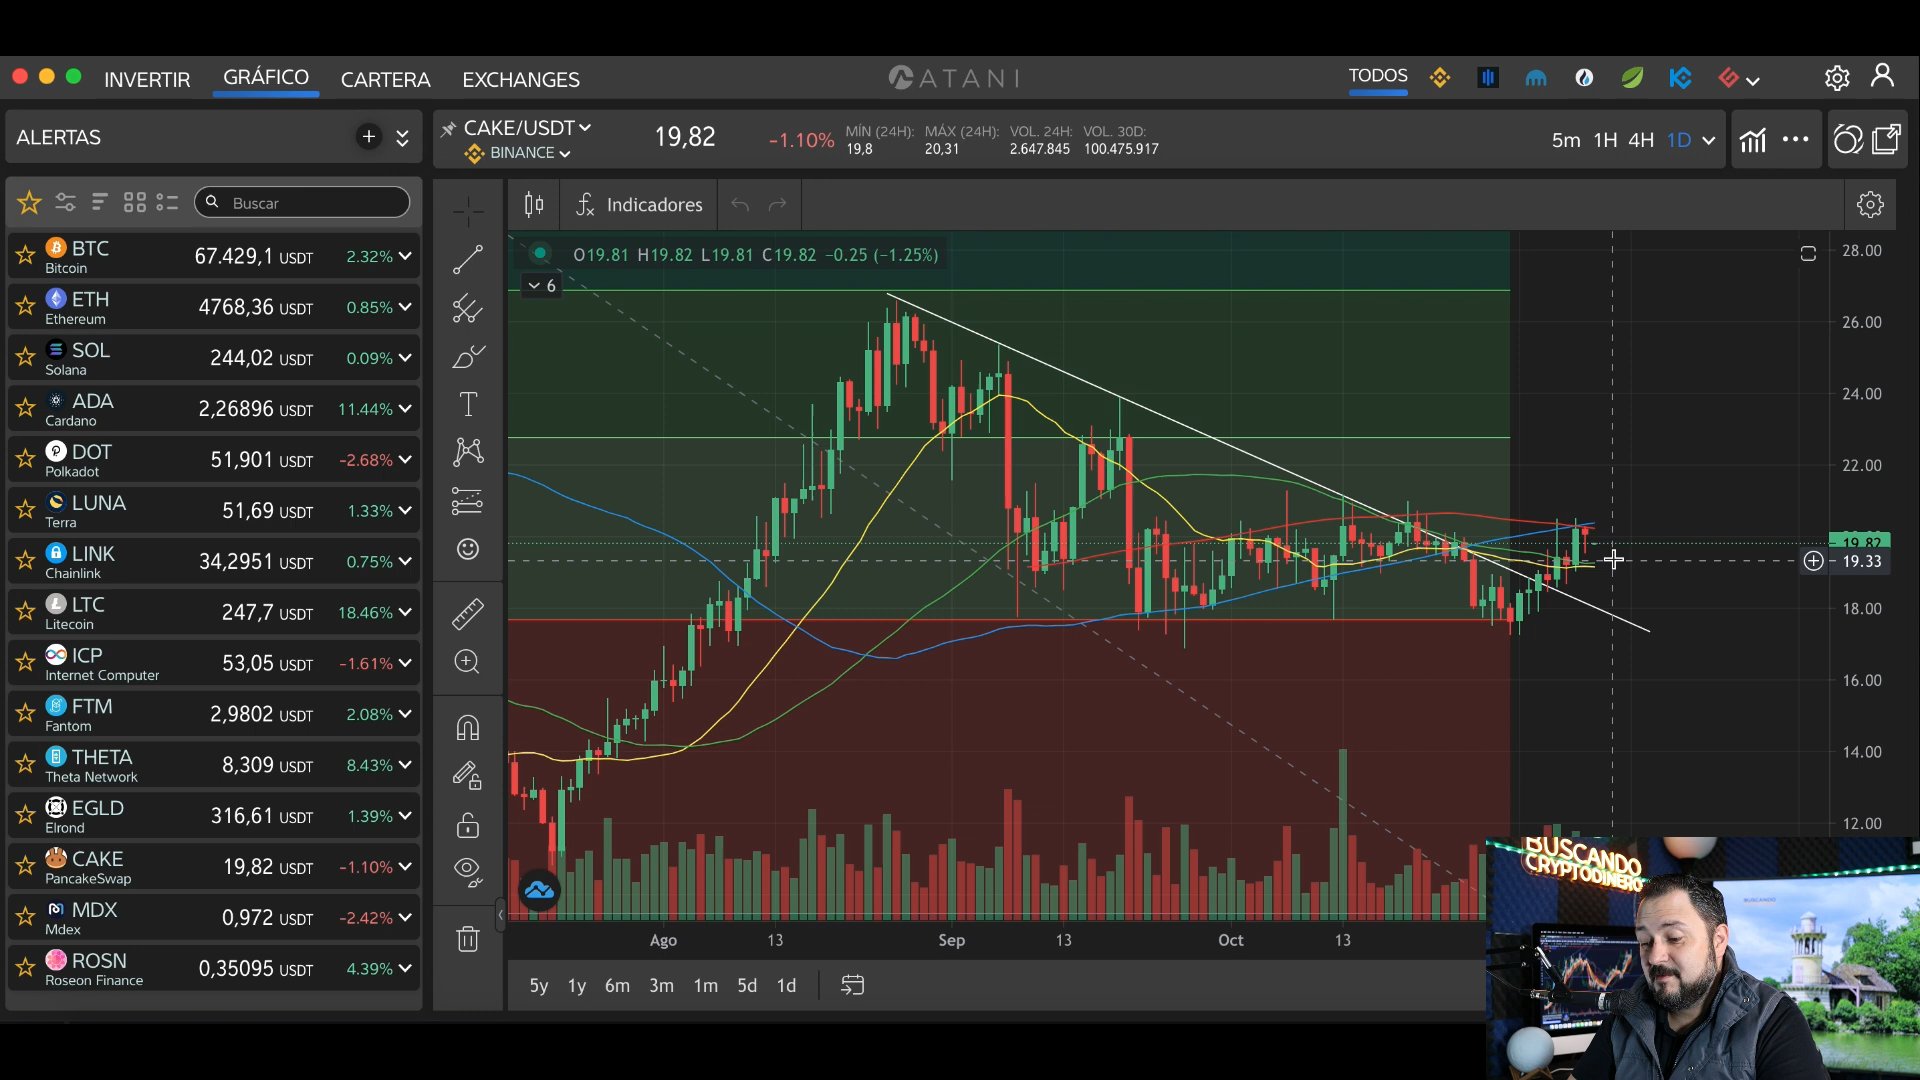 INVERTIR GRÁFICO CARTERA EXCHANGES ATANI TODOS
ALERTAS
CAKE/USDT
BINANCE
19,82 -1.10%
MÍN (24H): MÁX (24H): VOL. 24H: VOL. 30D:
19,8 20,31 2.647.845 100.475.917
5m 1H 4H 1D
Buscar
Indicadores
O19.81 H19.82 L19.81 C19.82 −0.25 (−1.25%)
6
BTC 67.429,1 USDT 2.32%
Bitcoin
ETH 4768,36 USDT 0.85%
Ethereum
SOL 244,02 USDT 0.09%
Solana
ADA 2,26896 USDT 11.44%
Cardano
DOT 51,901 USDT -2.68%
Polkadot
LUNA 51,69 USDT 1.33%
Terra
LINK 34,2951 USDT 0.75%
Chainlink
LTC 247,7 USDT 18.46%
Litecoin
ICP 53,05 USDT -1.61%
Internet Computer
FTM 2,9802 USDT 2.08%
Fantom
THETA 8,309 USDT 8.43%
Theta Network
EGLD 316,61 USDT 1.39%
Elrond
CAKE 19,82 USDT -1.10%
PancakeSwap
MDX 0,972 USDT -2.42%
Mdex
ROSN 0,35095 USDT 4.39%
Roseon Finance
28.00
26.00
24.00
22.00
19.82
19.33
18.00
16.00
14.00
12.00
Ago 13 Sep 13 Oct 13
5y 1y 6m 3m 1m 5d 1d
BUSCANDO
CRYPTODINERO
BUSCANDO